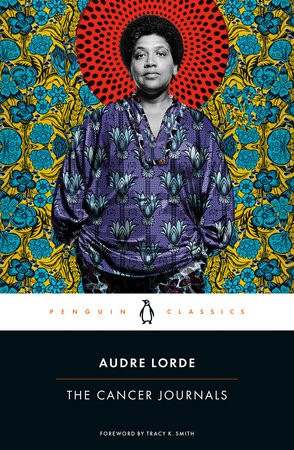 PENGUIN CLASSICS
AUDRE LORDE
THE CANCER JOURNALS
FOREWORD BY TRACY K. SMITH